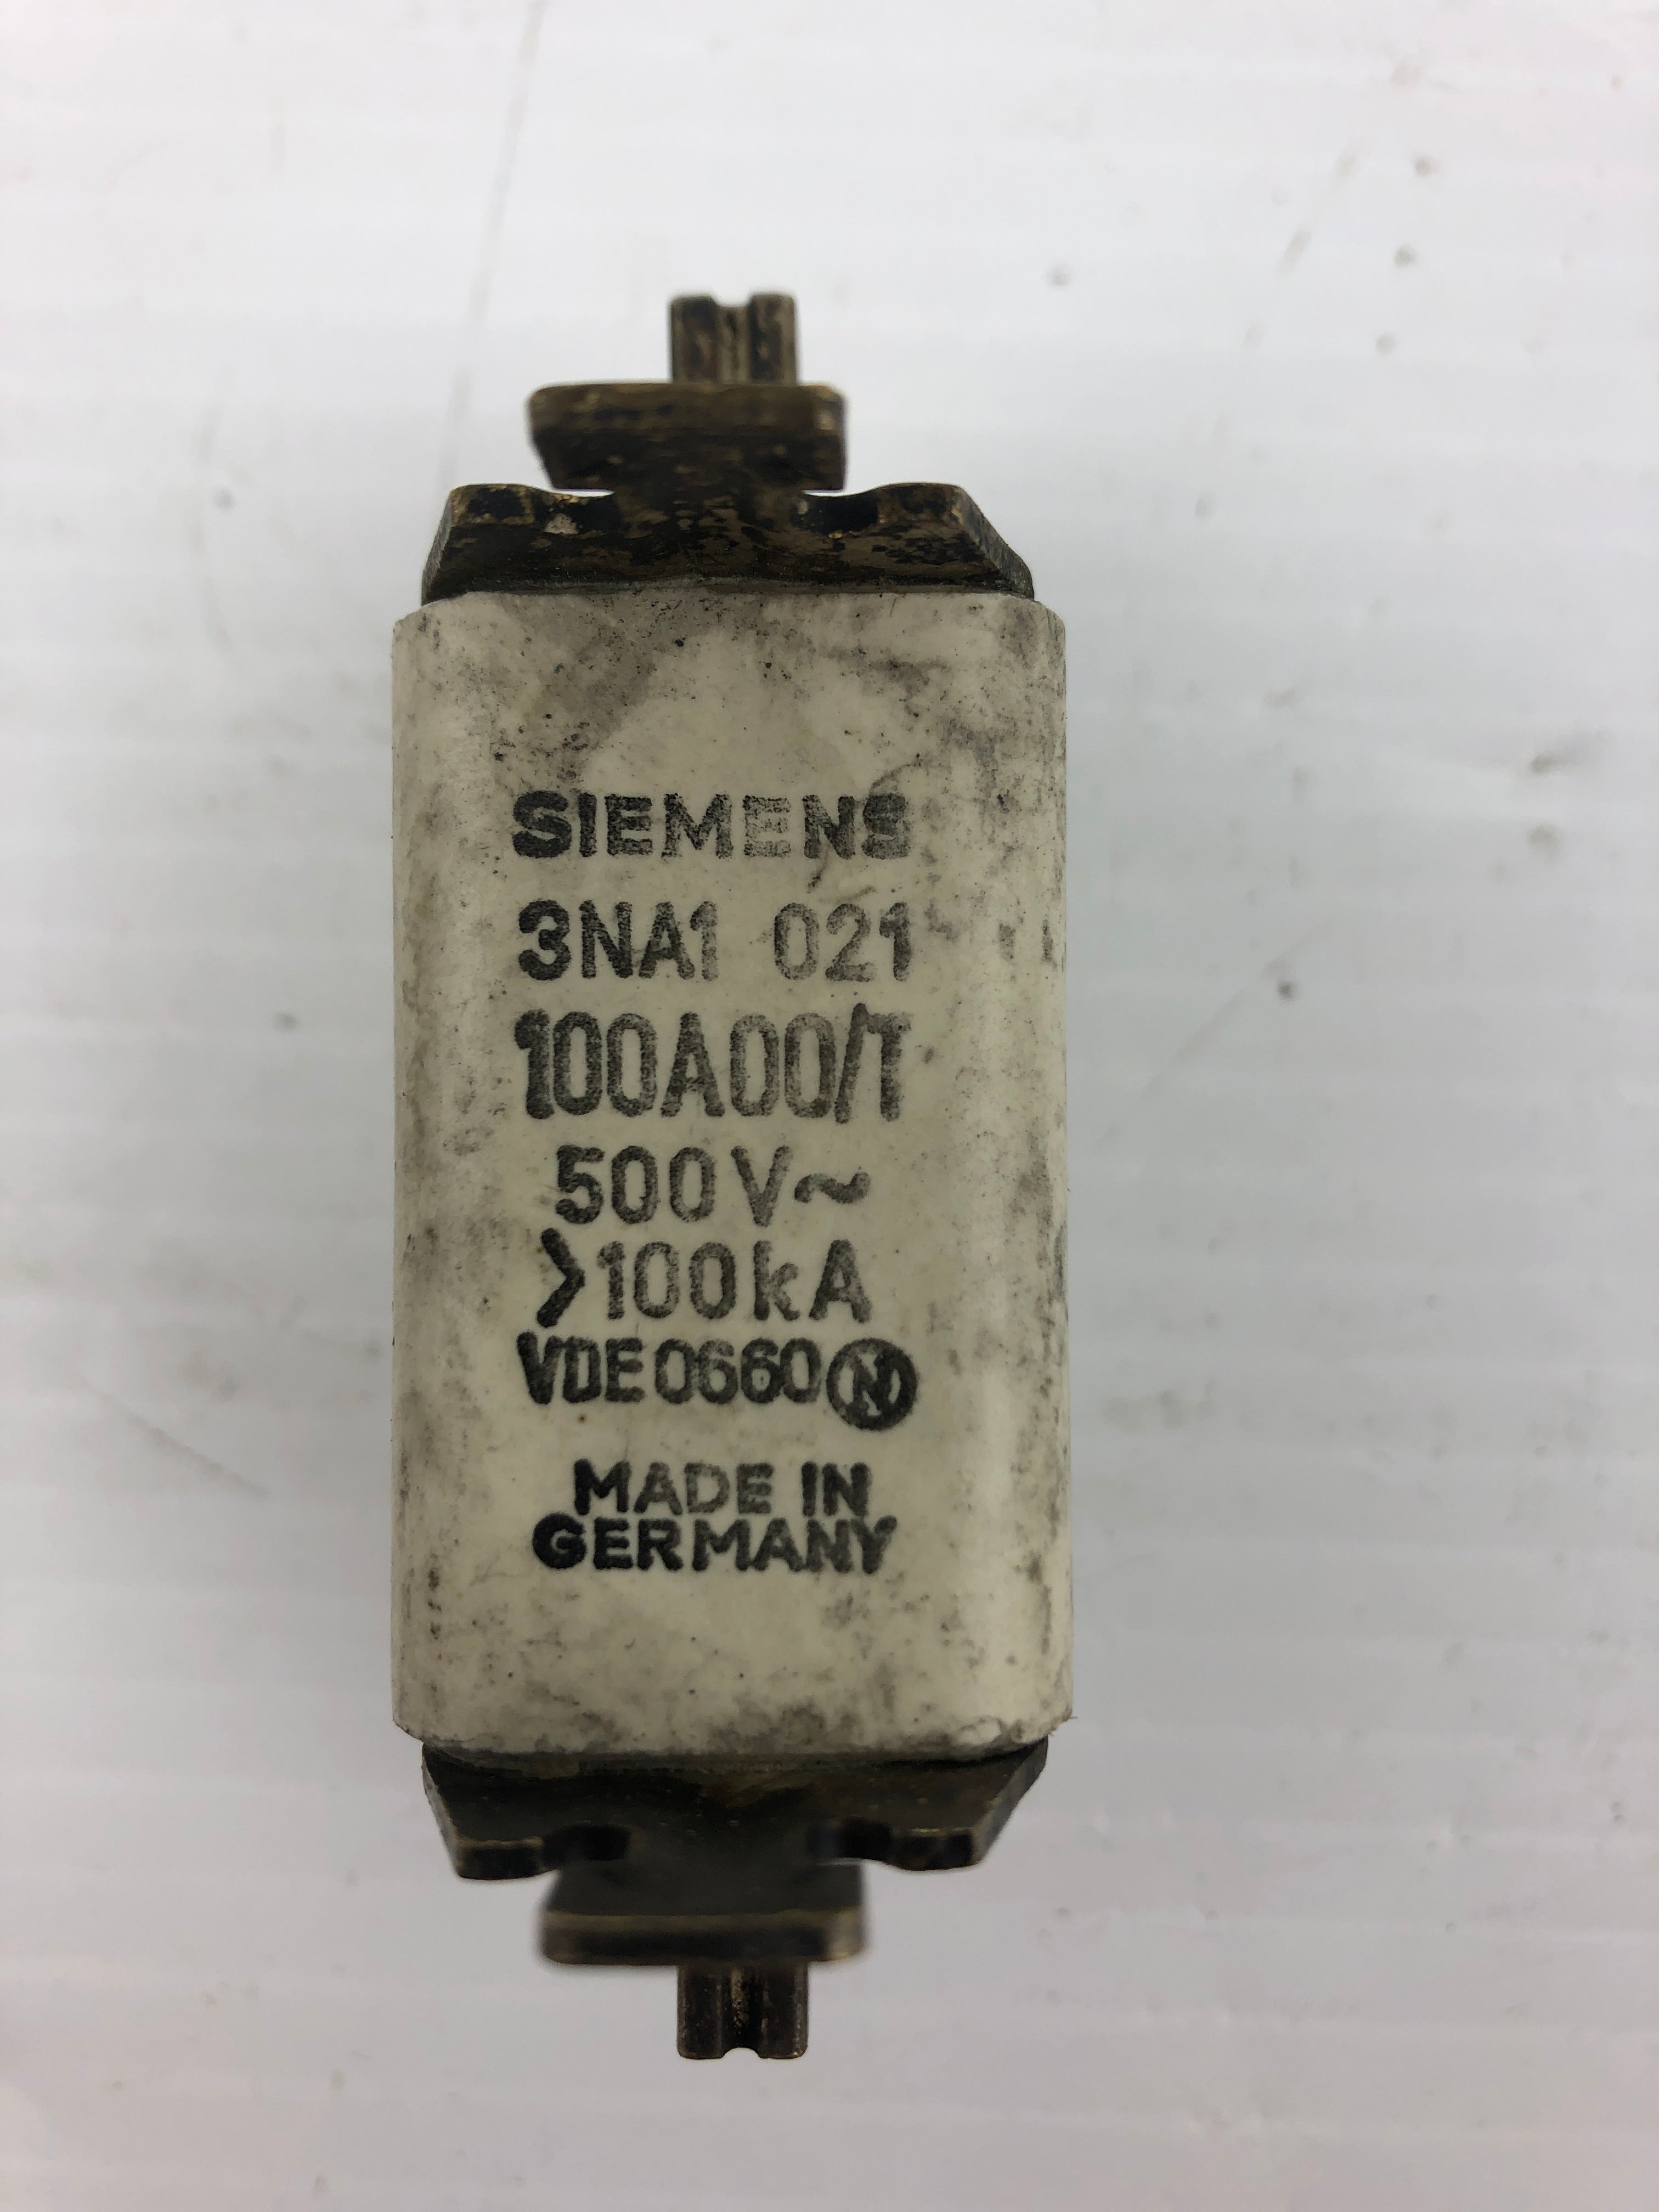 SIEMENS
3NA1 021
100A00/T
500V~
>100kA
VDE0660 N
MADE IN
GERMANY